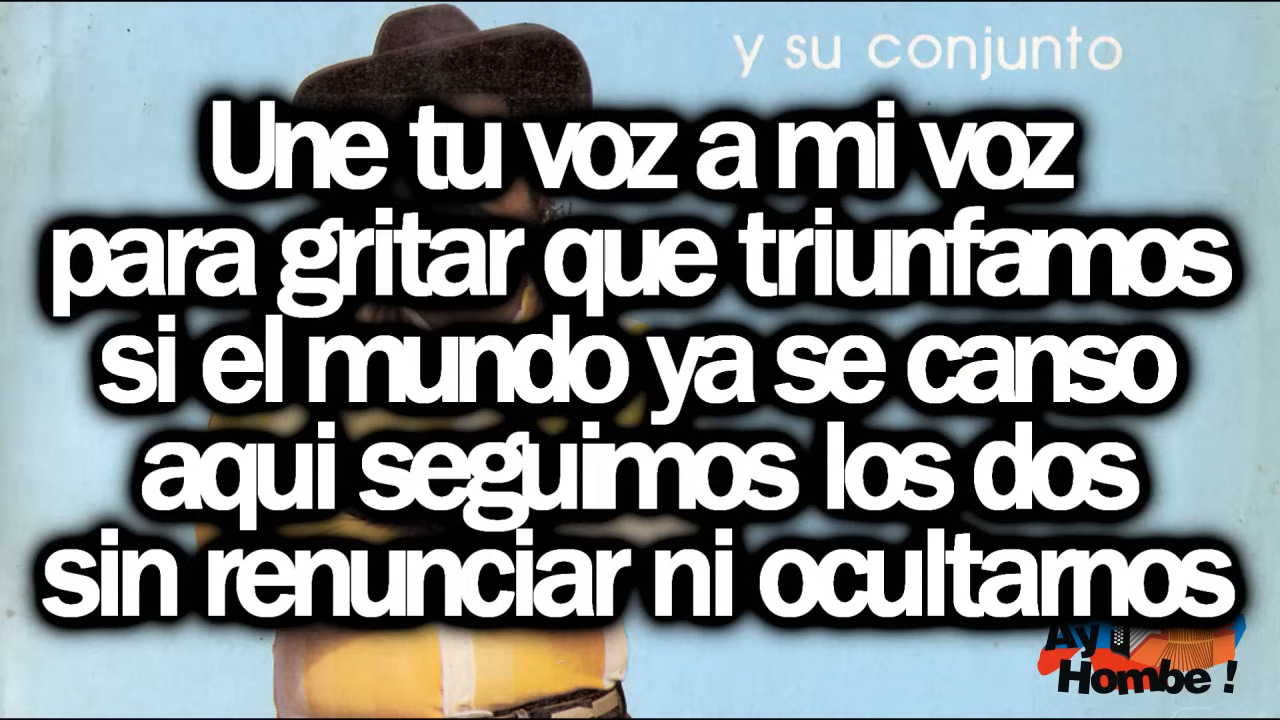 y su conjunto
Une tu voz a mi voz
para gritar que triunfamos
si el mundo ya se canso
aqui seguimos los dos
sin renunciar ni ocultarnos
Ay
Hombe !